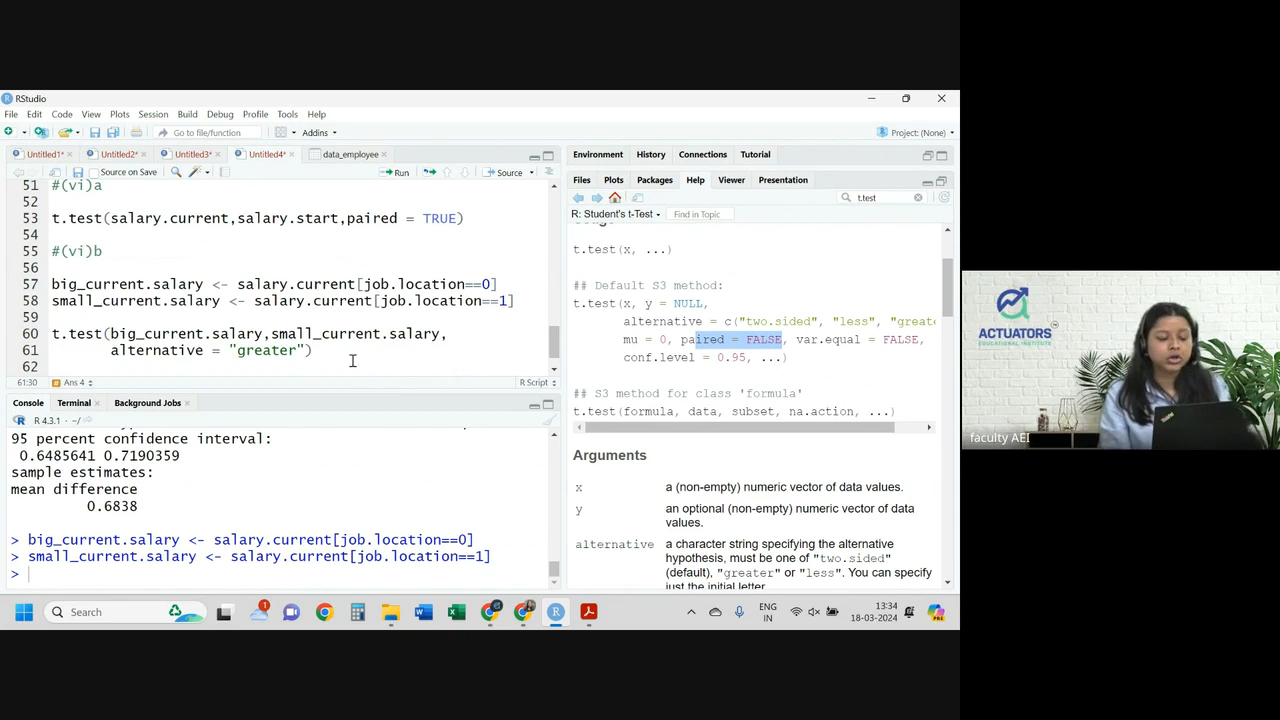 RStudio
File Edit Code View Plots Session Build Debug Profile Tools Help
Go to file/function Addins Project: (None)
Untitled1* Untitled2* Untitled3* Untitled4* data_employee
Source on Save Run Source
51 #(vi)a
52
53 t.test(salary.current,salary.start,paired = TRUE)
54
55 #(vi)b
56
57 big_current.salary <- salary.current[job.location==0]
58 small_current.salary <- salary.current[job.location==1]
59
60 t.test(big_current.salary,small_current.salary,
61 alternative = "greater")
62
61:30 Ans 4 R Script
Console Terminal Background Jobs
R 4.3.1 · ~/
95 percent confidence interval:
0.6485641 0.7190359
sample estimates:
mean difference
0.6838
> big_current.salary <- salary.current[job.location==0]
> small_current.salary <- salary.current[job.location==1]
>
Environment History Connections Tutorial
Files Plots Packages Help Viewer Presentation
t.test
R: Student's t-Test Find in Topic
t.test(x, ...)
## Default S3 method:
t.test(x, y = NULL,
alternative = c("two.sided", "less", "greate
mu = 0, paired = FALSE, var.equal = FALSE,
conf.level = 0.95, ...)
## S3 method for class 'formula'
t.test(formula, data, subset, na.action, ...)
Arguments
x a (non-empty) numeric vector of data values.
y an optional (non-empty) numeric vector of data
values.
alternative a character string specifying the alternative
hypothesis, must be one of "two.sided"
(default), "greater" or "less". You can specify
just the initial letter.
Search
1
ENG
IN
13:34
18-03-2024
ACTUATORS
EDUCATIONAL INSTITUTE
faculty AEI